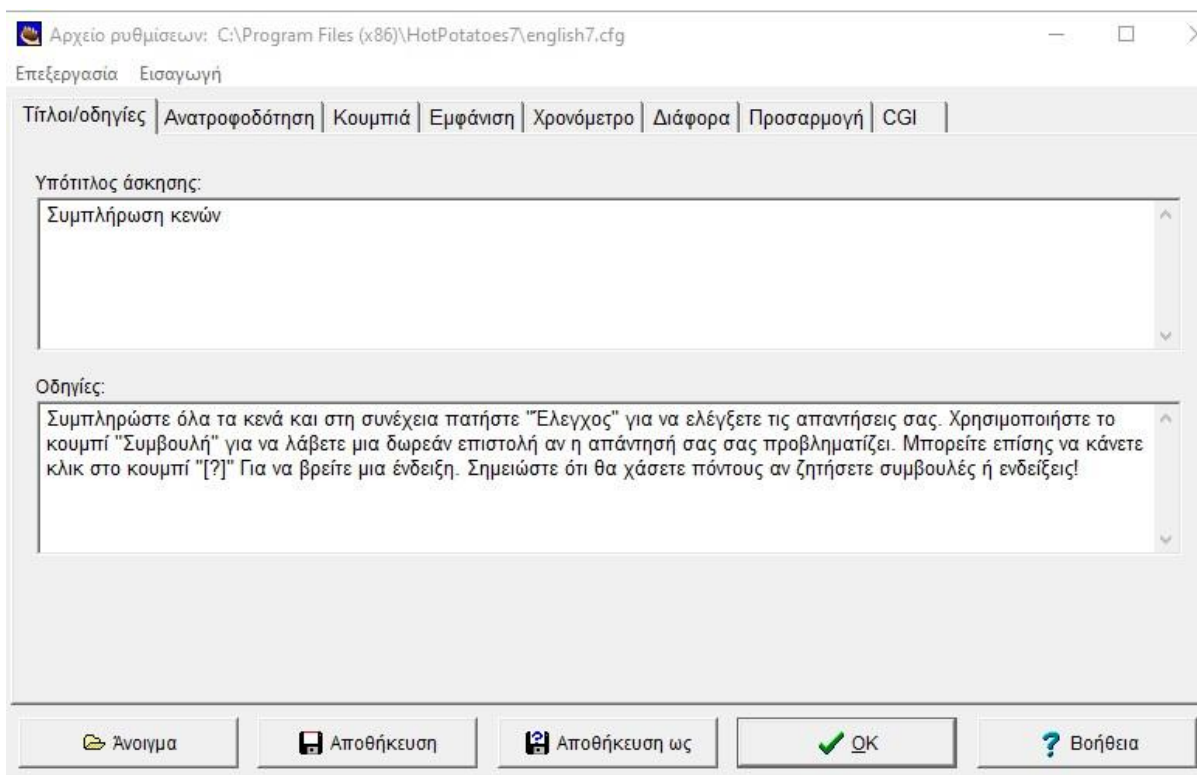 Αρχείο ρυθμίσεων: C:\Program Files (x86)\HotPotatoes7\english7.cfg
Επεξεργασία Εισαγωγή
Τίτλοι/οδηγίες Ανατροφοδότηση Κουμπιά Εμφάνιση Χρονόμετρο Διάφορα Προσαρμογή CGI
Υπότιτλος άσκησης:
Συμπλήρωση κενών
Οδηγίες:
Συμπληρώστε όλα τα κενά και στη συνέχεια πατήστε "Έλεγχος" για να ελέγξετε τις απαντήσεις σας. Χρησιμοποιήστε το
κουμπί "Συμβουλή" για να λάβετε μια δωρεάν επιστολή αν η απάντησή σας σας προβληματίζει. Μπορείτε επίσης να κάνετε
κλικ στο κουμπί "[?]" Για να βρείτε μια ένδειξη. Σημειώστε ότι θα χάσετε πόντους αν ζητήσετε συμβουλές ή ενδείξεις!
Άνοιγμα Αποθήκευση Αποθήκευση ως OK Βοήθεια